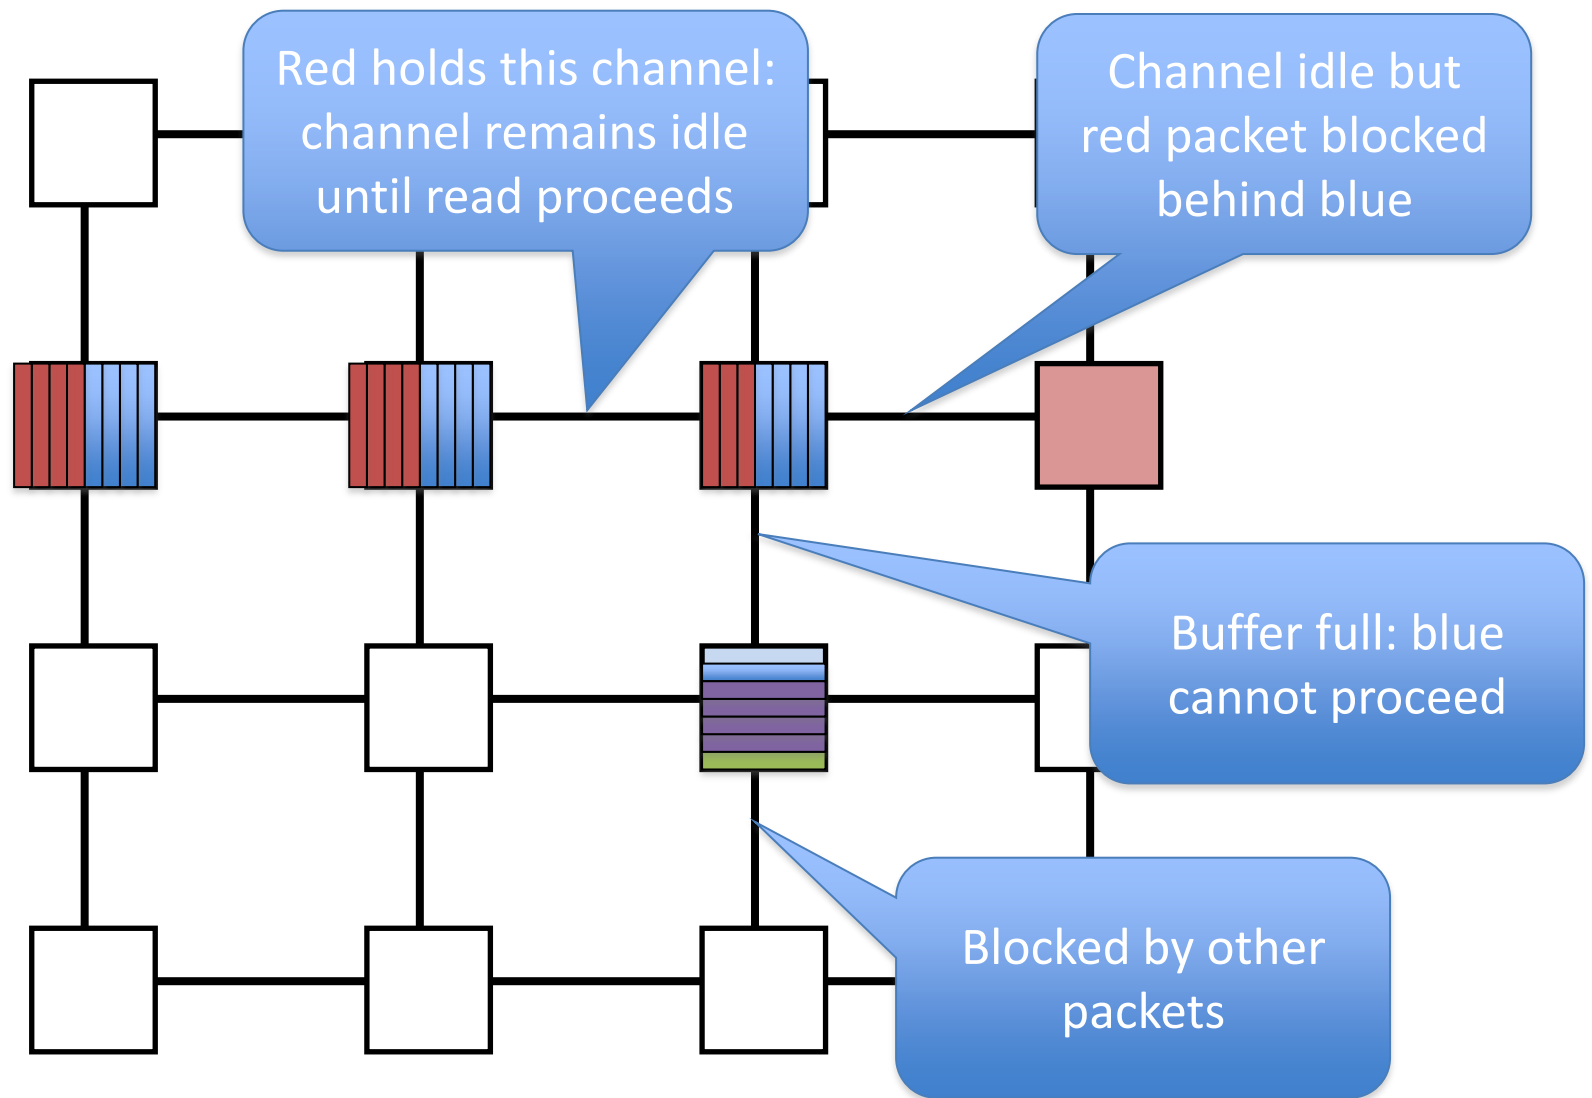 Red holds this channel:
channel remains idle
until read proceeds
Channel idle but
red packet blocked
behind blue
Buffer full: blue
cannot proceed
Blocked by other
packets